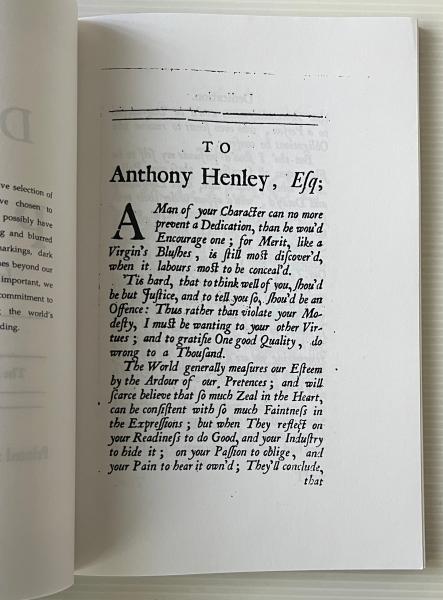 ve selection of
ve chosen to
possibly have
g and blurred
arkings, dark
es beyond our
important, we
commitment to
g the world's
ding.
D
The
Printed
Dedication.
TO
Anthony Henley, Eſq;
A Man of your Character can no more
prevent a Dedication, than he wou'd
Encourage one; for Merit, like a
Virgin's Bluſhes, is ſtill moſt diſcover'd,
when it labours moſt to be conceal'd.
'Tis hard, that to think well of you, ſhou'd
be but Juſtice, and to tell you ſo, ſhou'd be an
Offence: Thus rather than violate your Mo-
deſty, I muſt be wanting to your other Vir-
tues; and to gratifie One good Quality, do
wrong to a Thouſand.
The World generally meaſures our Eſteem
by the Ardour of our Pretences; and will
ſcarce believe that ſo much Zeal in the Heart,
can be conſiſtent with ſo much Faintneſs in
the Expreſſions; but when They reflect on
your Readineſs to do Good, and your Induſtry
to hide it; on your Paſſion to oblige, and
your Pain to hear it own'd; They'll conclude,
that